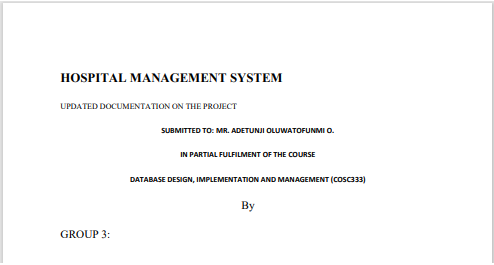 HOSPITAL MANAGEMENT SYSTEM
UPDATED DOCUMENTATION ON THE PROJECT
SUBMITTED TO: MR. ADETUNJI OLUWATOFUNMI O.
IN PARTIAL FULFILMENT OF THE COURSE
DATABASE DESIGN, IMPLEMENTATION AND MANAGEMENT (COSC333)
By
GROUP 3: